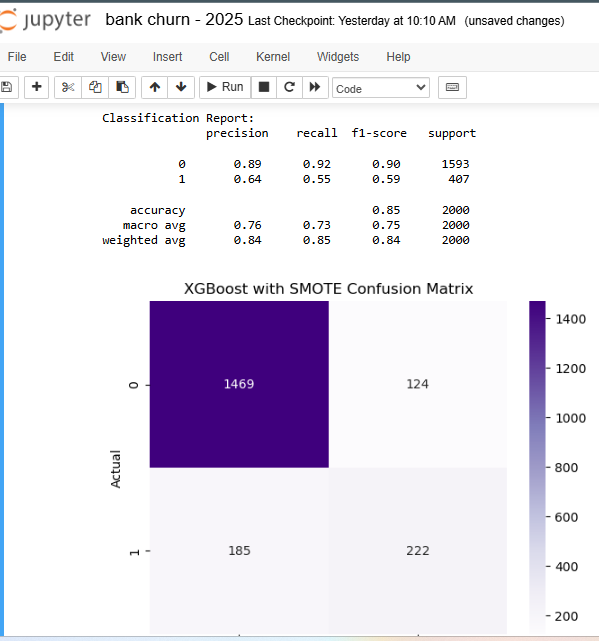 jupyter bank churn - 2025 Last Checkpoint: Yesterday at 10:10 AM (unsaved changes)
File Edit View Insert Cell Kernel Widgets Help
Run Code
Classification Report:
precision recall f1-score support
0 0.89 0.92 0.90 1593
1 0.64 0.55 0.59 407
accuracy 0.85 2000
macro avg 0.76 0.73 0.75 2000
weighted avg 0.84 0.85 0.84 2000
XGBoost with SMOTE Confusion Matrix
1400
1200
1000
800
600
400
200
0 1469 124
Actual
1 185 222